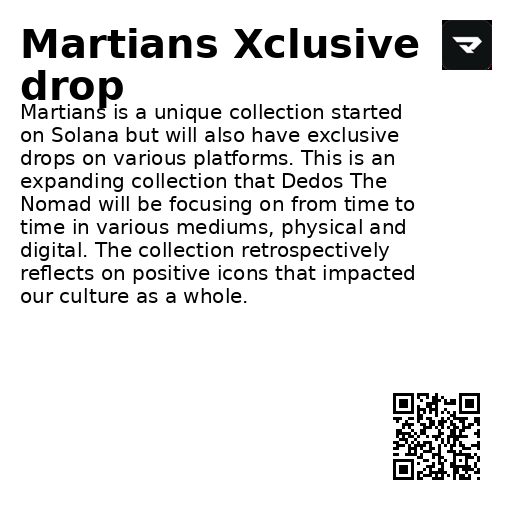 Martians Xclusive
drop
Martians is a unique collection started
on Solana but will also have exclusive
drops on various platforms. This is an
expanding collection that Dedos The
Nomad will be focusing on from time to
time in various mediums, physical and
digital. The collection retrospectively
reflects on positive icons that impacted
our culture as a whole.